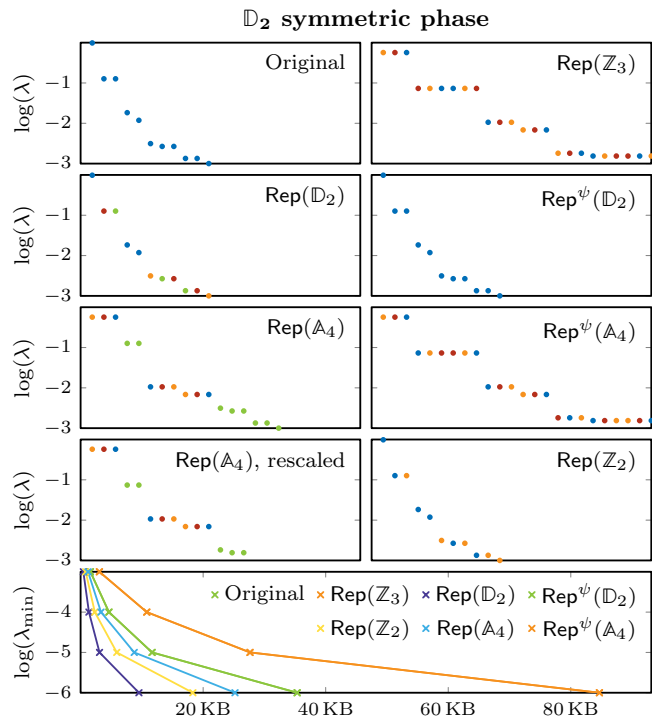 𝔻₂ symmetric phase
Original
Rep(ℤ₃)
log(λ)
−1
−2
−3
Rep(𝔻₂)
Rep^ψ(𝔻₂)
log(λ)
−1
−2
−3
Rep(𝔸₄)
Rep^ψ(𝔸₄)
log(λ)
−1
−2
−3
Rep(𝔸₄), rescaled
Rep(ℤ₂)
log(λ)
−1
−2
−3
Original Rep(ℤ₃) Rep(𝔻₂) Rep^ψ(𝔻₂)
Rep(ℤ₂) Rep(𝔸₄) Rep^ψ(𝔸₄)
log(λ_min)
−4
−5
−6
20 KB 40 KB 60 KB 80 KB